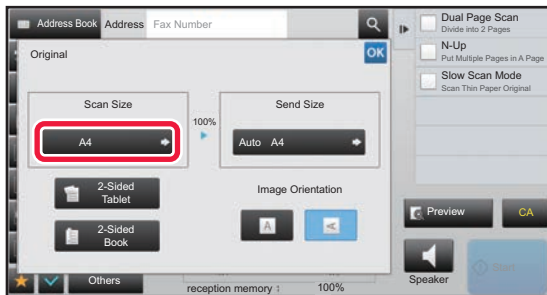 Address Book Address Fax Number
Original
OK
Scan Size
Send Size
A4
100%
Auto A4
2-Sided
Tablet
Image Orientation
2-Sided
Book
A
A
Others
reception memory : 100%
Dual Page Scan
Divide into 2 Pages
N-Up
Put Multiple Pages in A Page
Slow Scan Mode
Scan Thin Paper Original
Preview
CA
Speaker
Start